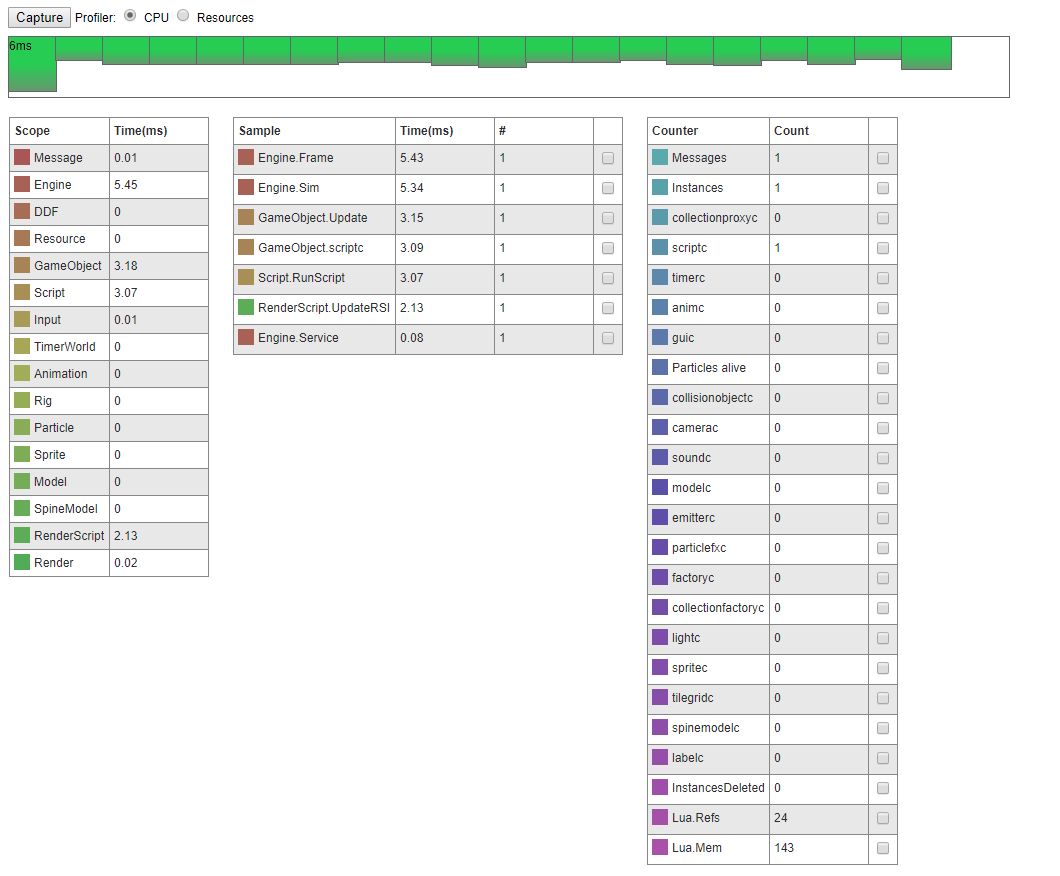 Capture Profiler: CPU Resources
6ms
Scope Time(ms)
Message 0.01
Engine 5.45
DDF 0
Resource 0
GameObject 3.18
Script 3.07
Input 0.01
TimerWorld 0
Animation 0
Rig 0
Particle 0
Sprite 0
Model 0
SpineModel 0
RenderScript 2.13
Render 0.02
Sample Time(ms) #
Engine.Frame 5.43 1
Engine.Sim 5.34 1
GameObject.Update 3.15 1
GameObject.scriptc 3.09 1
Script.RunScript 3.07 1
RenderScript.UpdateRSI 2.13 1
Engine.Service 0.08 1
Counter Count
Messages 1
Instances 1
collectionproxyc 0
scriptc 1
timerc 0
animc 0
guic 0
Particles alive 0
collisionobjectc 0
camerac 0
soundc 0
modelc 0
emitterc 0
particlefxc 0
factoryc 0
collectionfactoryc 0
lightc 0
spritec 0
tilegridc 0
spinemodelc 0
labelc 0
InstancesDeleted 0
Lua.Refs 24
Lua.Mem 143